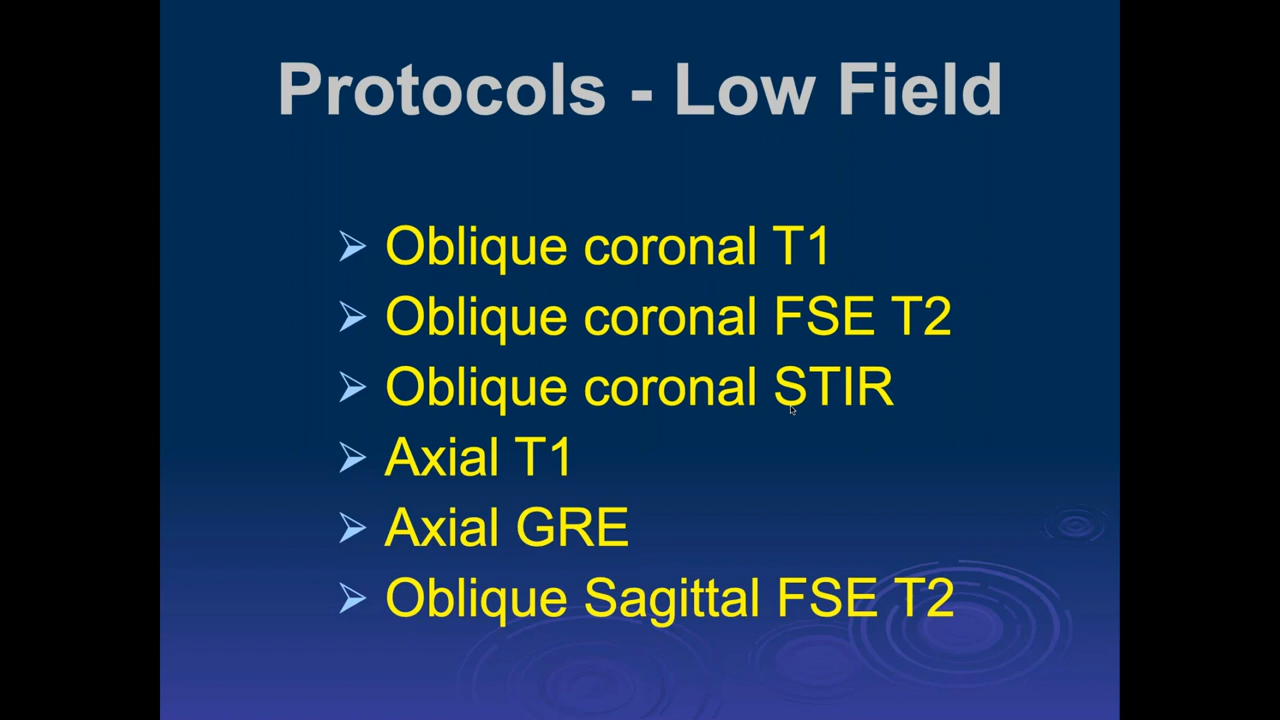 Protocols - Low Field
Oblique coronal T1
Oblique coronal FSE T2
Oblique coronal STIR
Axial T1
Axial GRE
Oblique Sagittal FSE T2